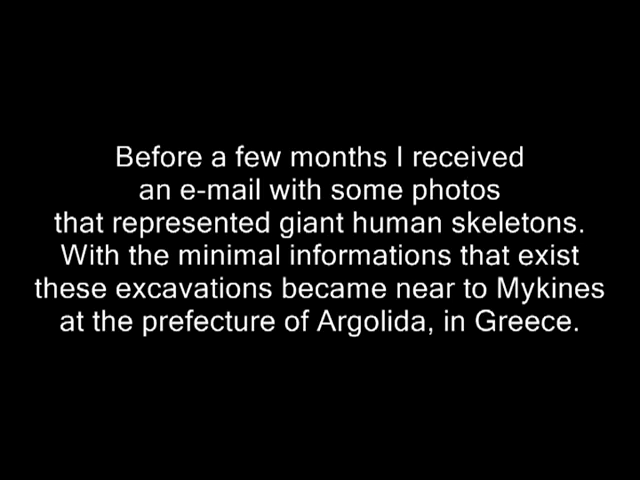 Before a few months I received
an e-mail with some photos
that represented giant human skeletons.
With the minimal informations that exist
these excavations became near to Mykines
at the prefecture of Argolida, in Greece.